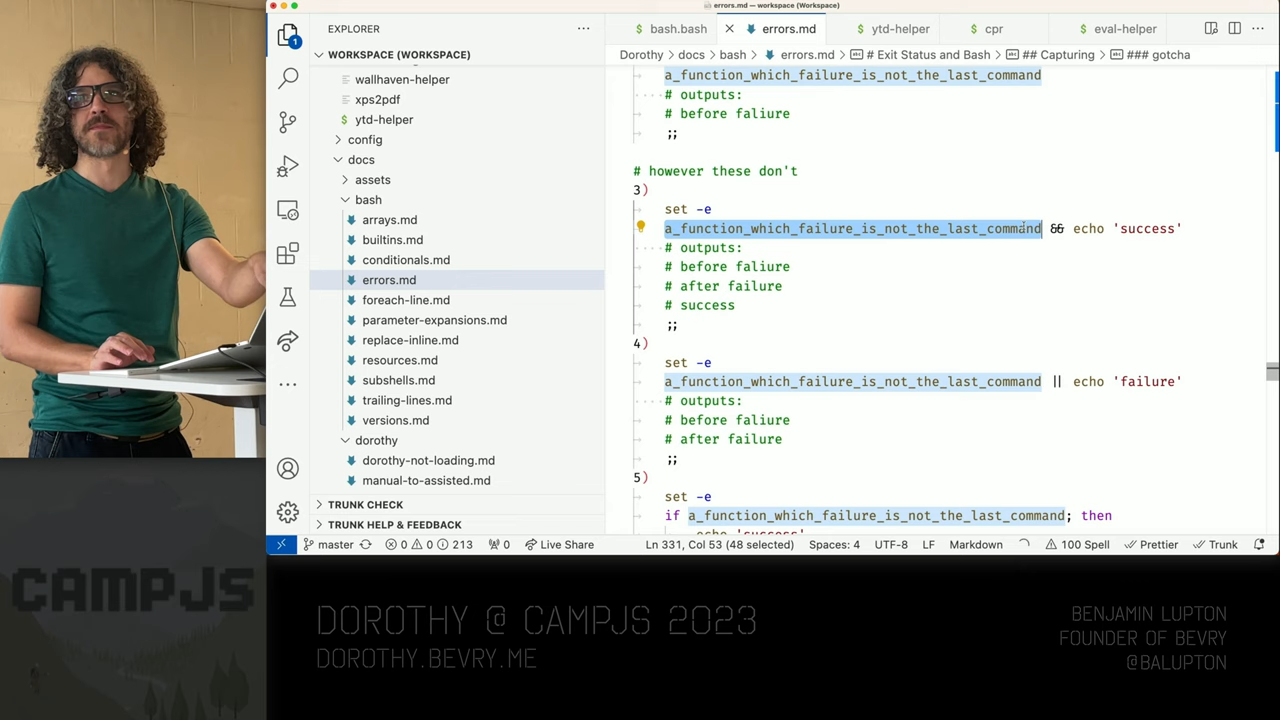 errors.md — workspace (Workspace)
EXPLORER
bash.bash
errors.md
ytd-helper
cpr
eval-helper
WORKSPACE (WORKSPACE)
Dorothy > docs > bash > errors.md > # Exit Status and Bash > ## Capturing > ### gotcha
1
wallhaven-helper
xps2pdf
ytd-helper
config
docs
assets
bash
arrays.md
builtins.md
conditionals.md
errors.md
foreach-line.md
parameter-expansions.md
replace-inline.md
resources.md
subshells.md
trailing-lines.md
versions.md
dorothy
dorothy-not-loading.md
manual-to-assisted.md
TRUNK CHECK
TRUNK HELP & FEEDBACK
a_function_which_failure_is_not_the_last_command
# outputs:
# before faliure
;;
# however these don't
3)
set -e
a_function_which_failure_is_not_the_last_command && echo 'success'
# outputs:
# before faliure
# after failure
# success
;;
4)
set -e
a_function_which_failure_is_not_the_last_command || echo 'failure'
# outputs:
# before faliure
# after failure
;;
5)
set -e
if a_function_which_failure_is_not_the_last_command; then
echo 'success'
master 0 0 213 0 Live Share Ln 331, Col 53 (48 selected) Spaces: 4 UTF-8 LF Markdown 100 Spell Prettier Trunk
CAMPJS
DOROTHY @ CAMPJS 2023
DOROTHY.BEVRY.ME
BENJAMIN LUPTON
FOUNDER OF BEVRY
@BALUPTON